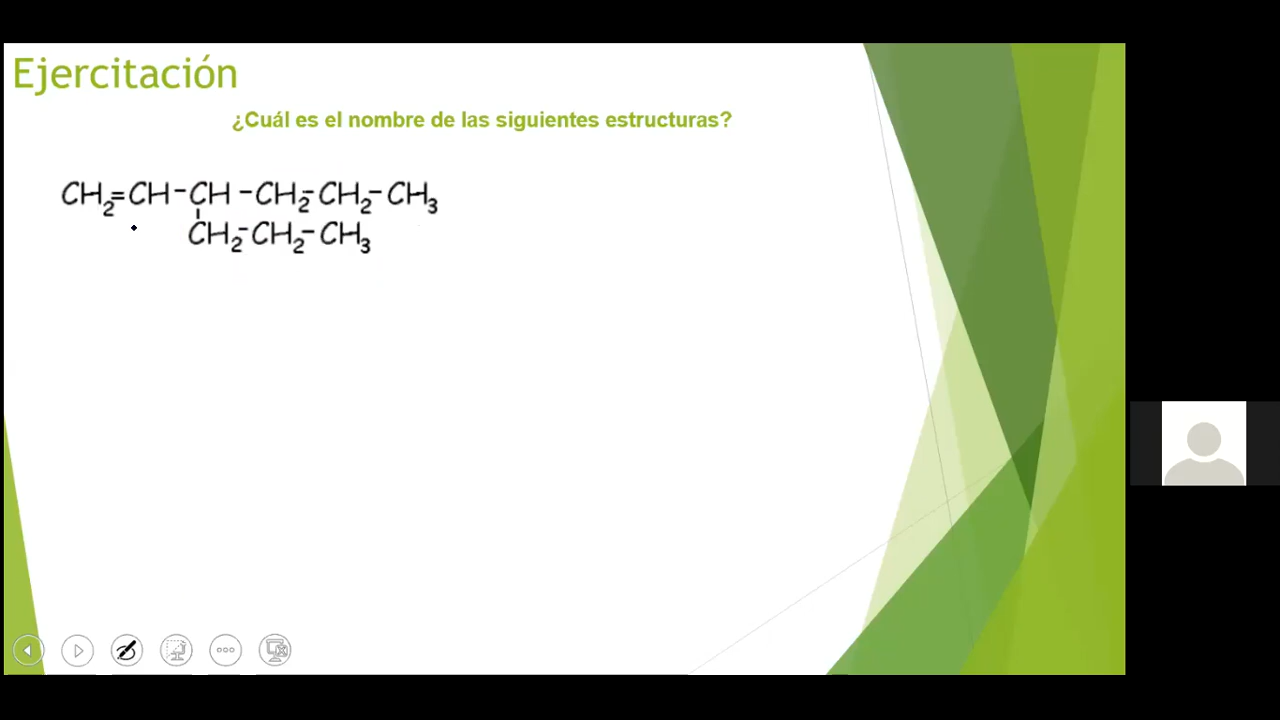 Ejercitación
¿Cuál es el nombre de las siguientes estructuras?
CH₂=CH-CH-CH₂-CH₂-CH₃
CH₂-CH₂-CH₃